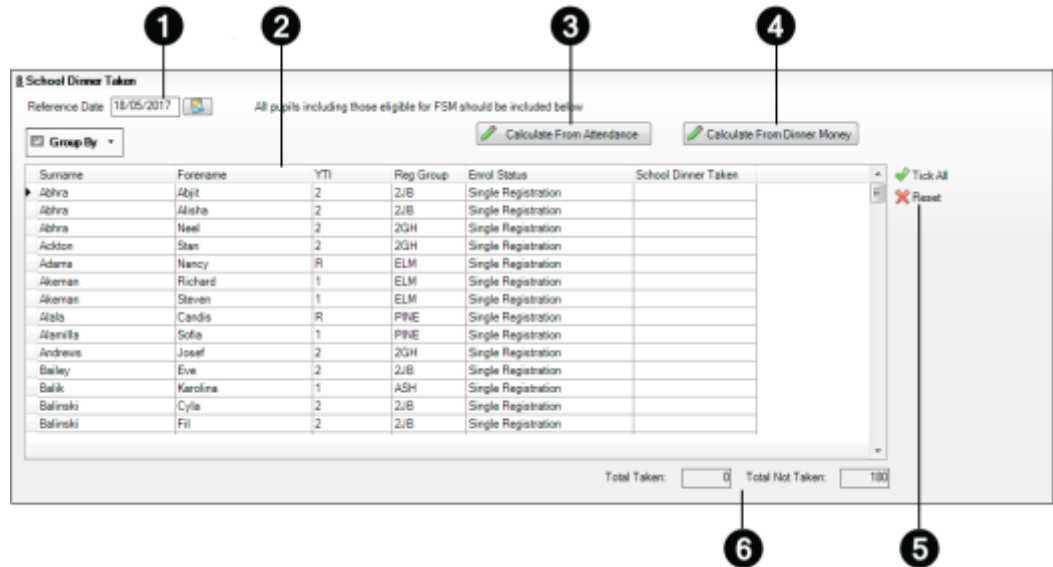 1 2 3 4
8 School Dinner Taken
Reference Date 18/05/2017 All pupils including those eligible for FSM should be included below
Group By Calculate From Attendance Calculate From Dinner Money
Surname Forename YTI Reg Group Enrol Status School Dinner Taken Tick All
Abhra Abjit 2 2JB Single Registration Reset
Abhra Alisha 2 2JB Single Registration
Abhra Neel 2 2GH Single Registration
Ackton Stan 2 2GH Single Registration
Adams Nancy R ELM Single Registration
Akeman Richard 1 ELM Single Registration
Akeman Steven 1 ELM Single Registration
Alala Candis R PINE Single Registration
Alamilla Sofia 1 PINE Single Registration
Andrews Josef 2 2GH Single Registration
Bailey Eve 2 2JB Single Registration
Balik Karolina 1 ASH Single Registration
Balinski Cyla 2 2JB Single Registration
Balinski Fil 2 2JB Single Registration
Total Taken: 0 Total Not Taken: 180
6 5